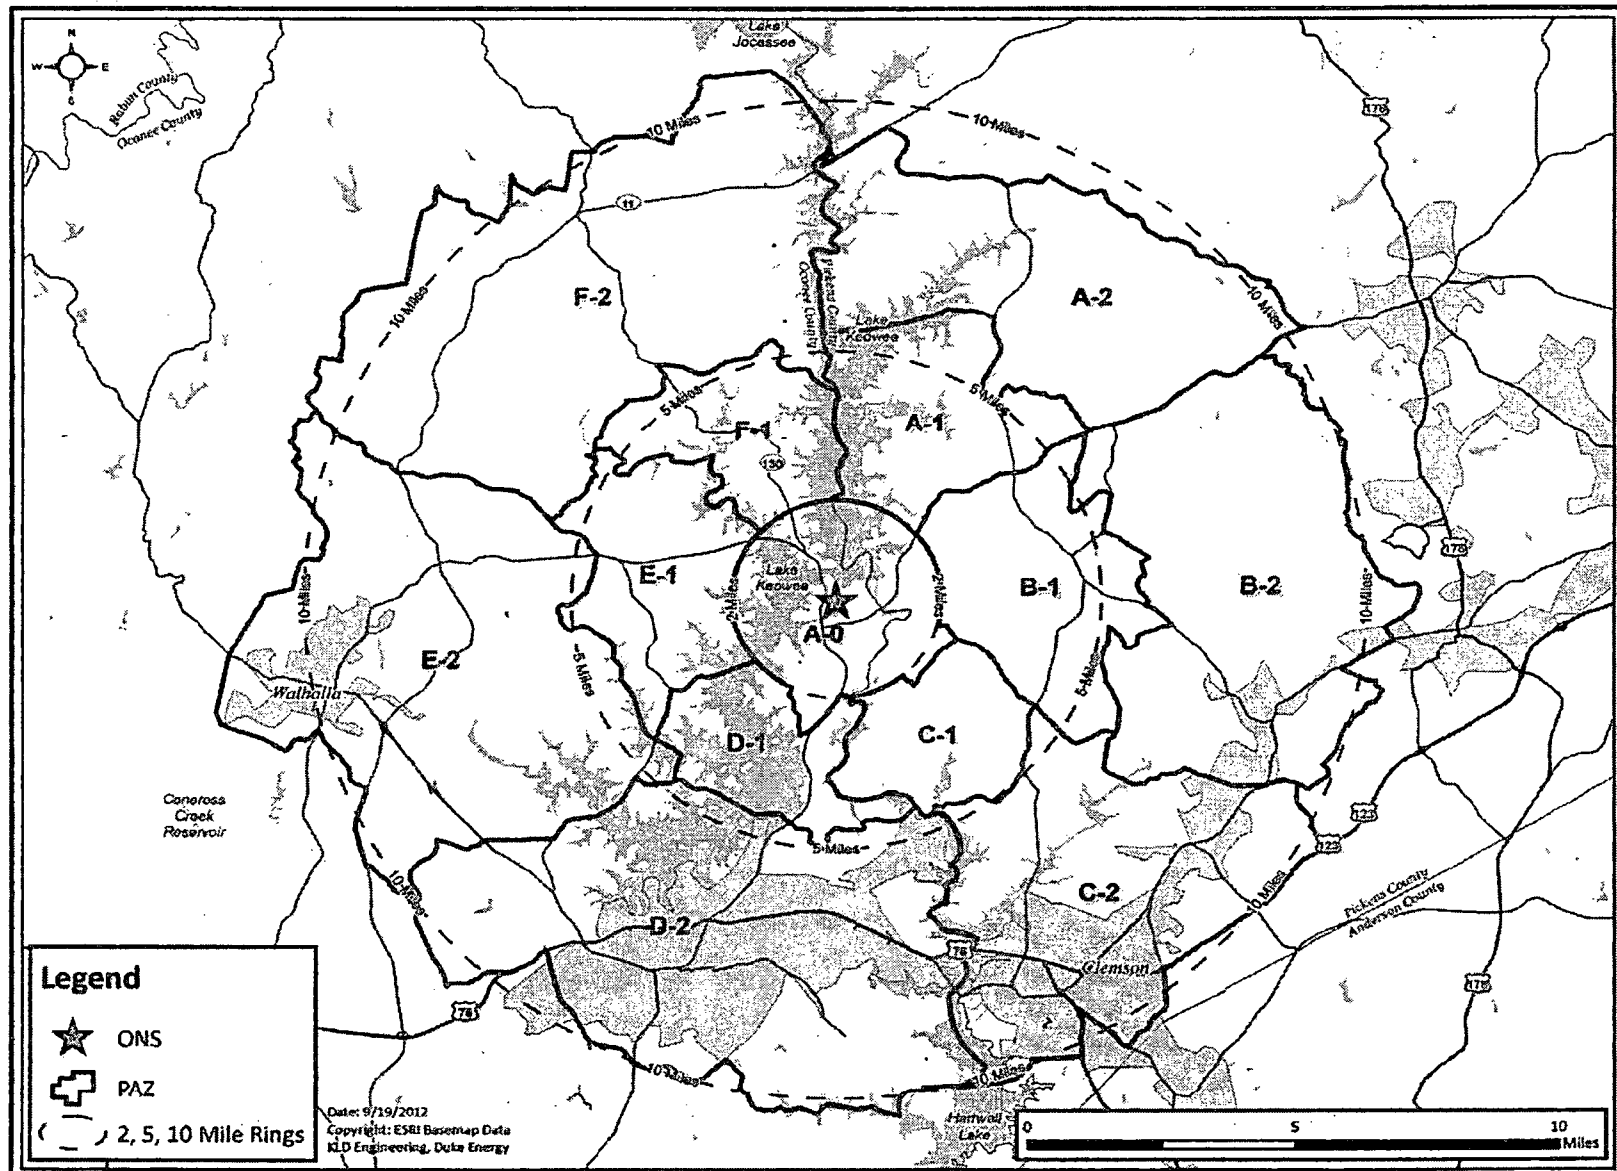 N
W
E
S
Rabun County
Oconee County
Lake
Jocassee
178
10 Miles
10 Miles
11
F-2
Pickens County
Oconee County
A-2
10 Miles
10 Miles
Lake
Keowee
5 Miles
5 Miles
F-1
A-1
130
178
E-1
Lake
Keowee
2 Miles
2 Miles
A-0
B-1
B-2
10 Miles
10 Miles
E-2
5 Miles
5 Miles
Walhalla
D-1
C-1
Coneross
Creek
Reservoir
5 Miles
123
123
10 Miles
10 Miles
C-2
Pickens County
Anderson County
D-2
76
Clemson
178
76
10 Miles
10 Miles
Hartwell
Lake
Legend
ONS
PAZ
2, 5, 10 Mile Rings
Date: 9/19/2012
Copyright: ESRI Basemap Data
KLD Engineering, Duke Energy
0
5
10
Miles